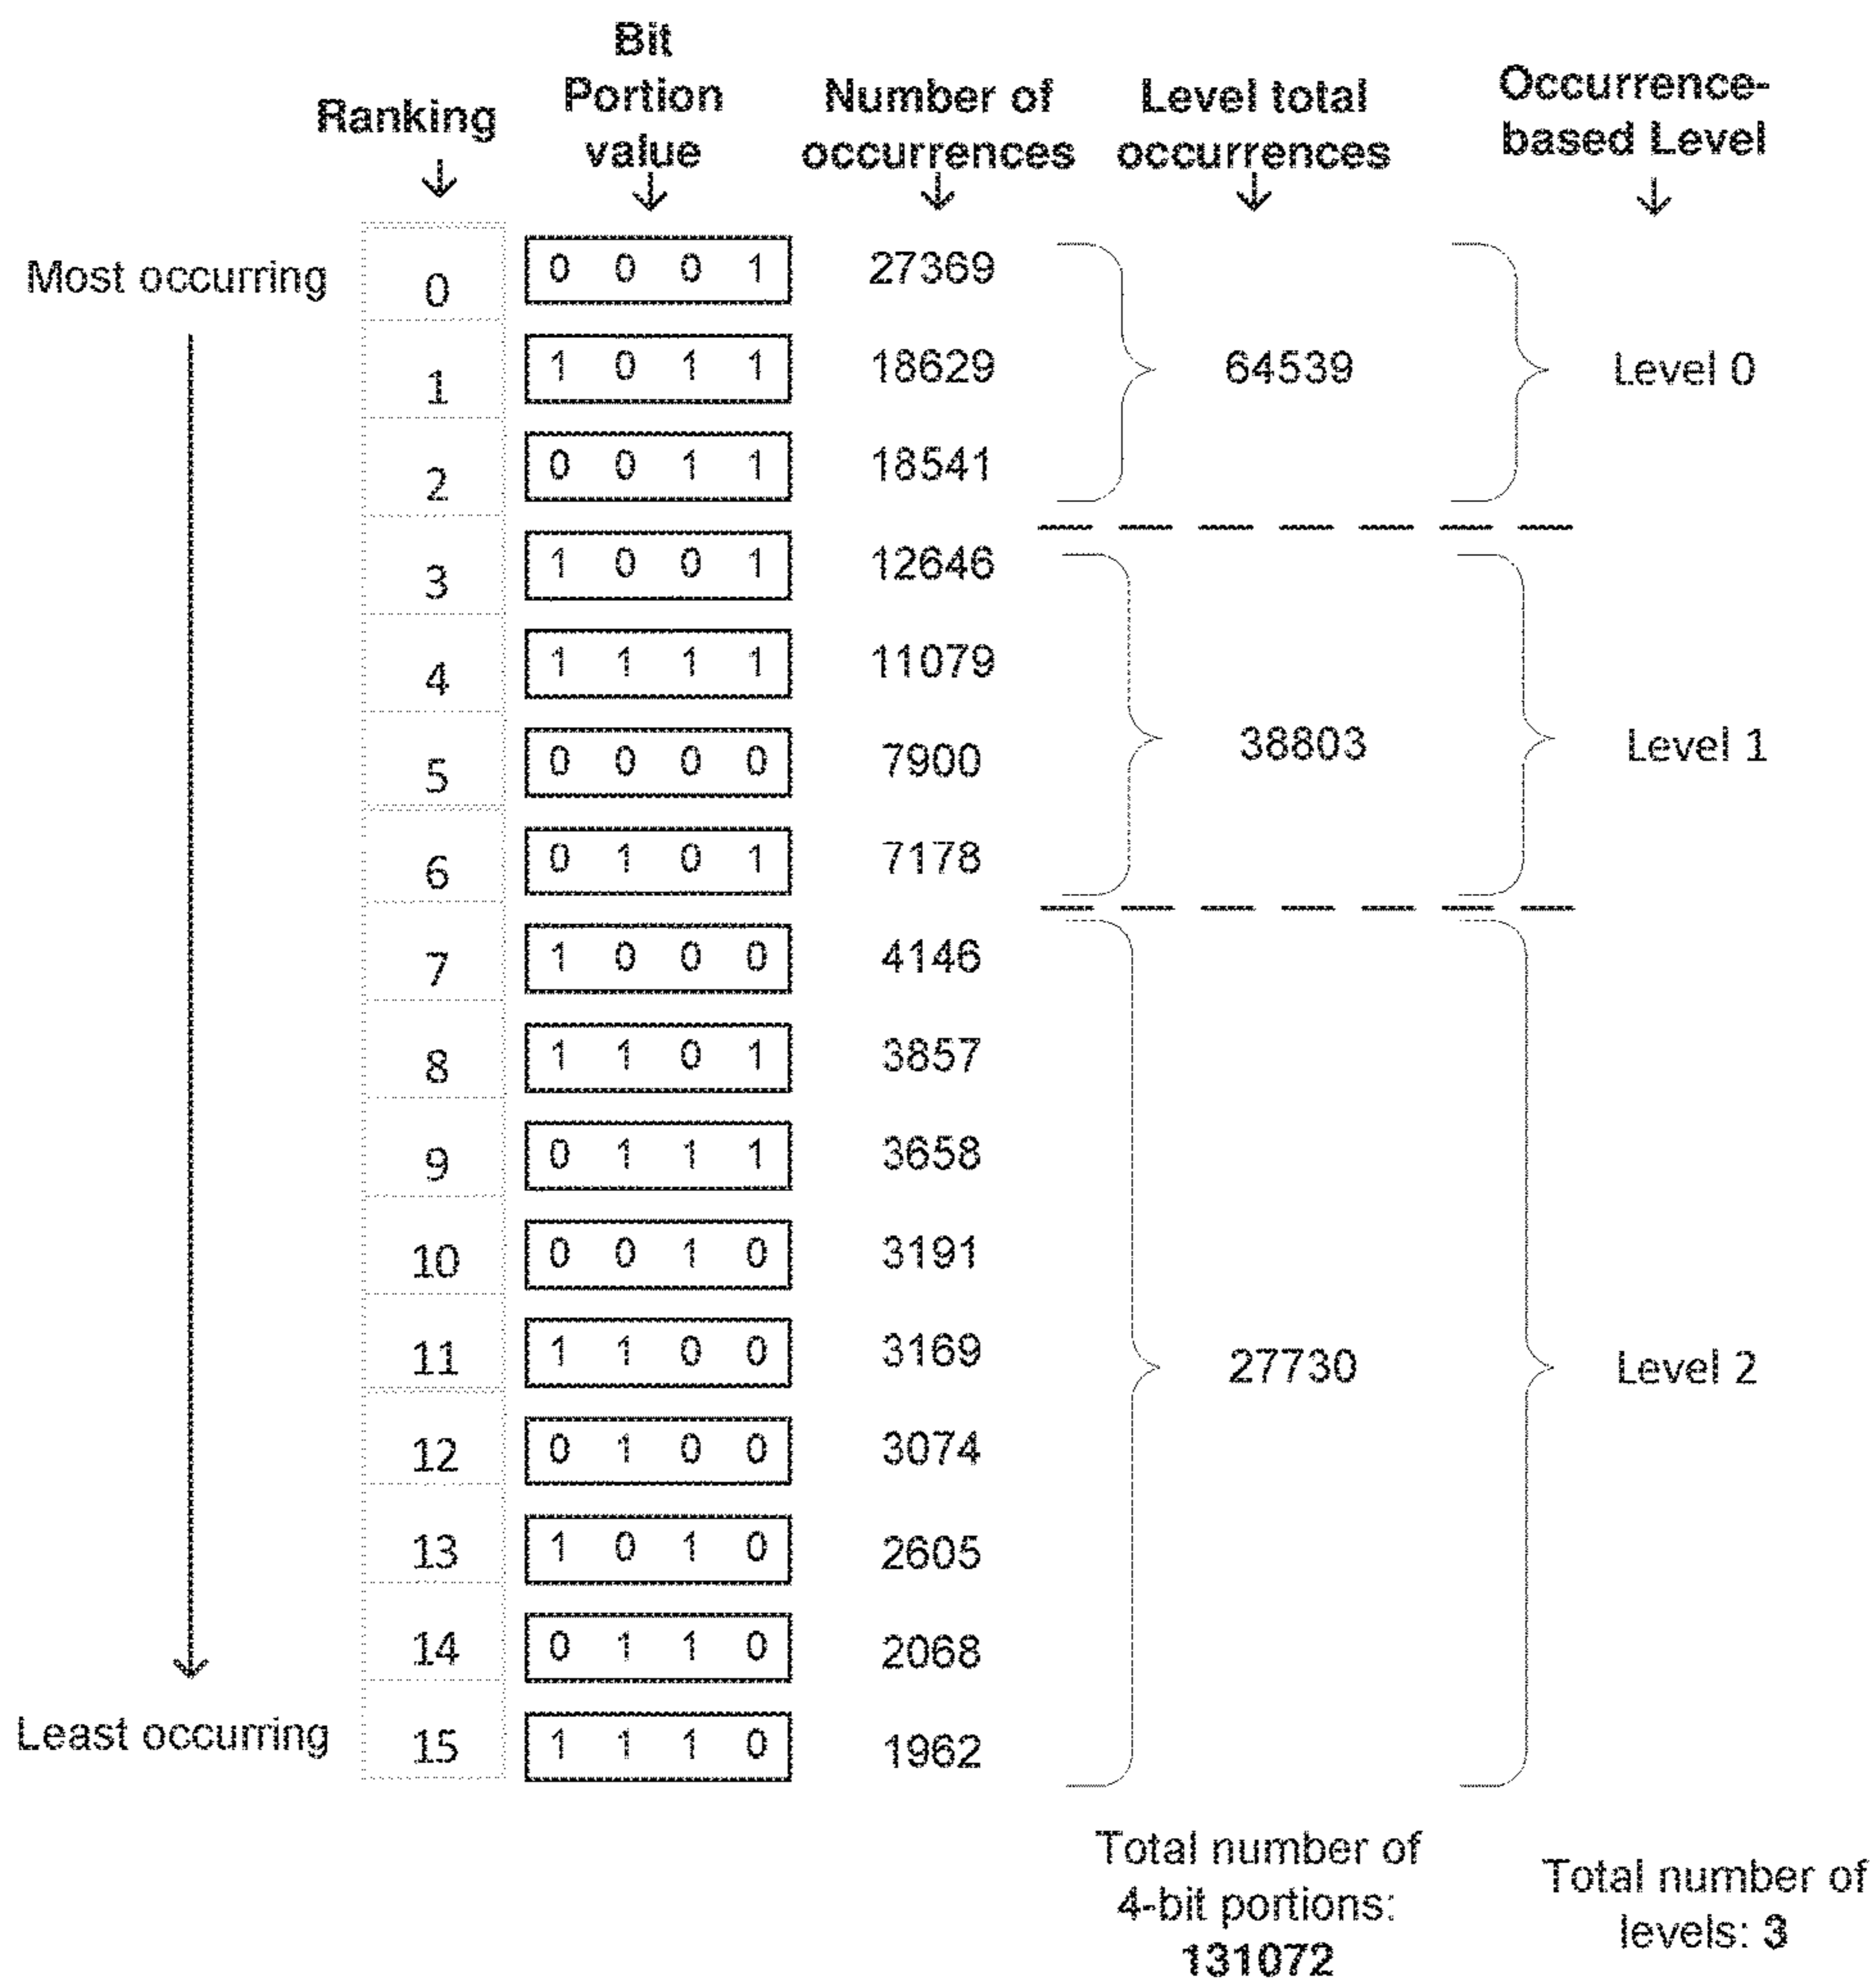 Ranking
Bit
Portion
value
Number of
occurrences
Level total
occurrences
Occurrence-
based Level
Most occurring
0 0 0 0 1 27369
1 1 0 1 1 18629 64539 Level 0
2 0 0 1 1 18541
3 1 0 0 1 12646
4 1 1 1 1 11079
5 0 0 0 0 7900 38803 Level 1
6 0 1 0 1 7178
7 1 0 0 0 4146
8 1 1 0 1 3857
9 0 1 1 1 3658
10 0 0 1 0 3191
11 1 1 0 0 3169 27730 Level 2
12 0 1 0 0 3074
13 1 0 1 0 2605
14 0 1 1 0 2068
Least occurring 15 1 1 1 0 1962
Total number of
4-bit portions:
131072
Total number of
levels: 3